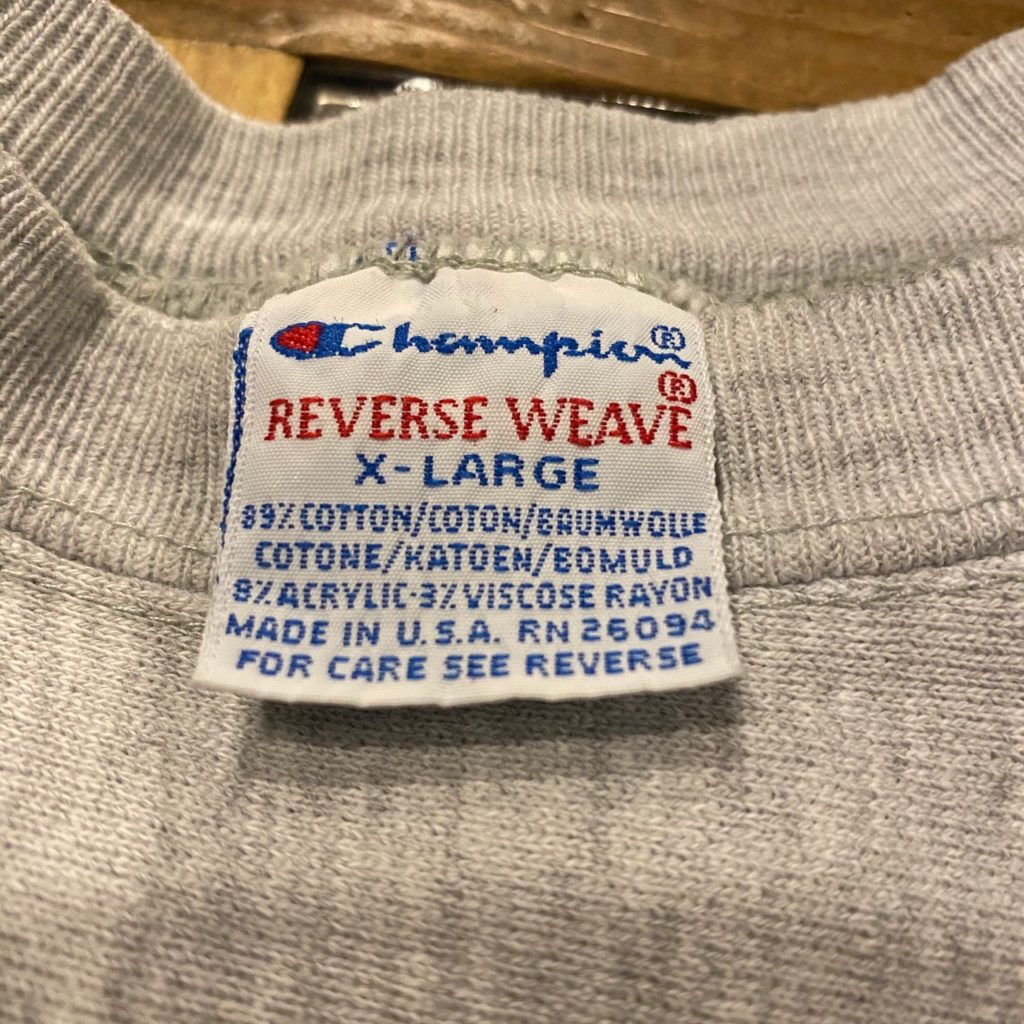 Champion®
REVERSE WEAVE®
X-LARGE
89% COTTON/COTON/BAUMWOLLE
COTONE/KATOEN/BOMULD
8% ACRYLIC-3% VISCOSE RAYON
MADE IN U.S.A. RN 26094
FOR CARE SEE REVERSE